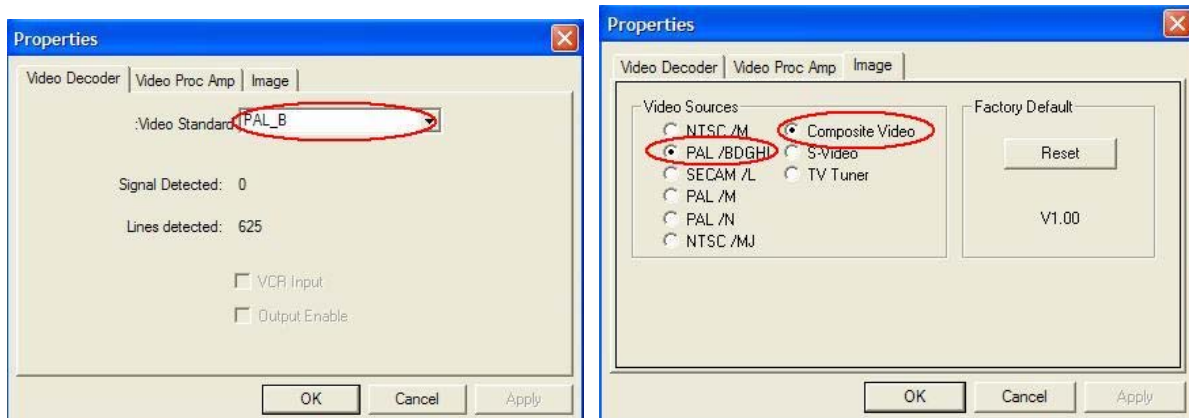 Properties
Video Decoder Video Proc Amp Image
:Video Standard PAL_B
Signal Detected: 0
Lines detected: 625
VCR Input
Output Enable
OK Cancel Apply
Properties
Video Decoder Video Proc Amp Image
Video Sources
NTSC /M Composite Video
PAL /BDGHI S-Video
SECAM /L TV Tuner
PAL /M
PAL /N
NTSC /MJ
Factory Default
Reset
V1.00
OK Cancel Apply